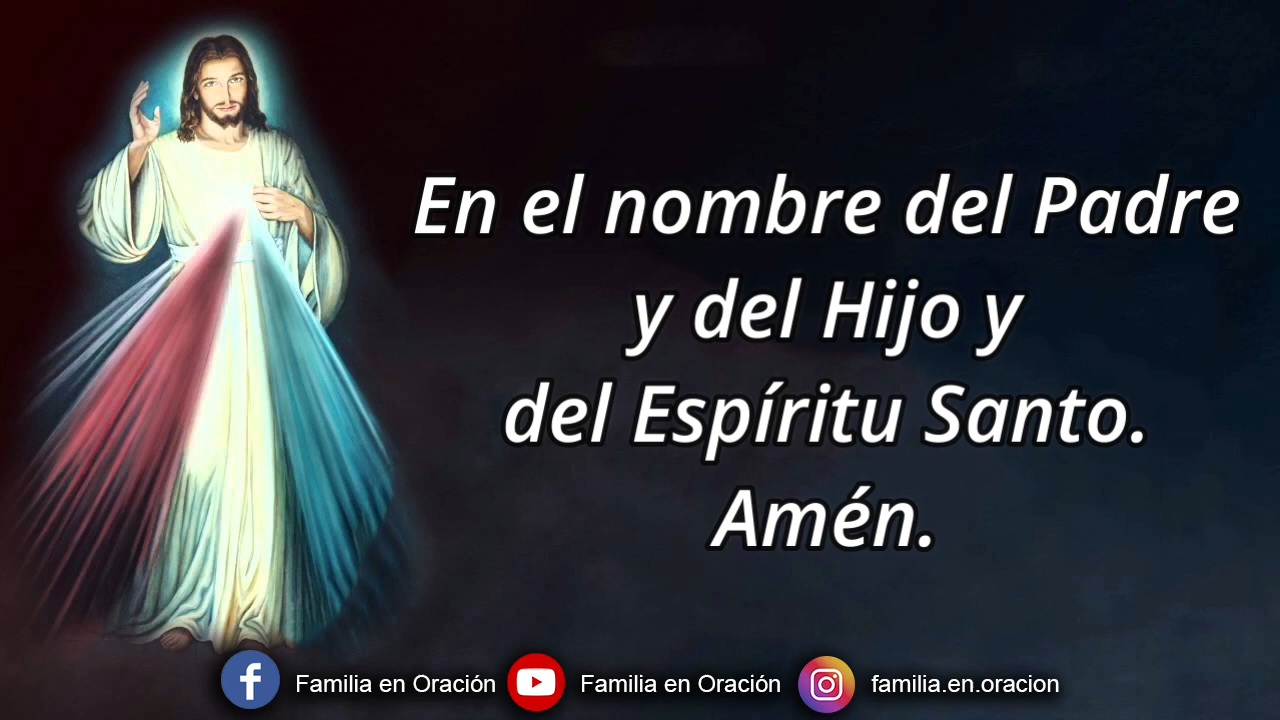 En el nombre del Padre
y del Hijo y
del Espíritu Santo.
Amén.
Familia en Oración Familia en Oración familia.en.oracion